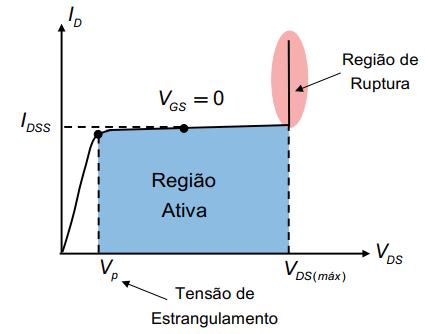 I_D
Região de
Ruptura
V_GS = 0
I_DSS
Região
Ativa
V_DS
V_p
V_DS(máx)
Tensão de
Estrangulamento